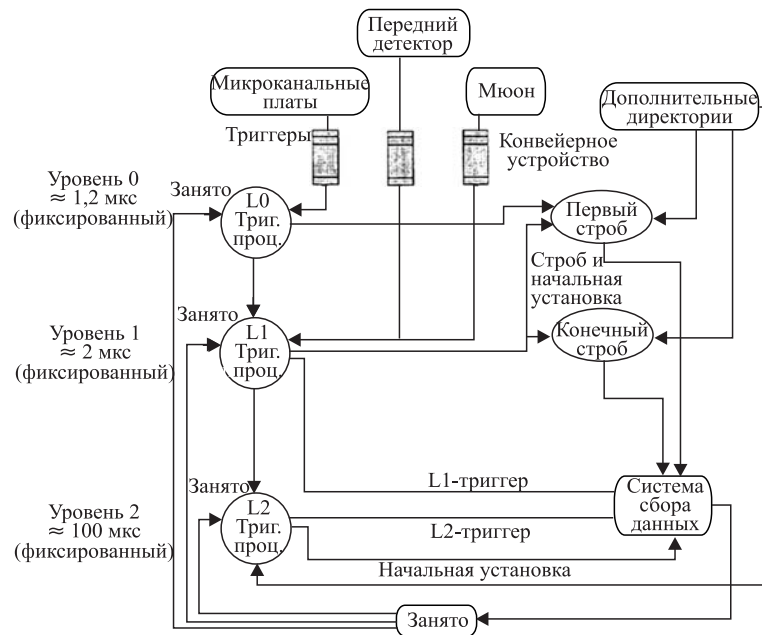 Передний
детектор
Микроканальные
платы
Мюон
Дополнительные
директории
Триггеры
Конвейерное
устройство
Уровень 0
≈ 1,2 мкс
(фиксированный)
Занято
L0
Триг.
проц.
Первый
строб
Строб и
начальная
установка
Уровень 1
≈ 2 мкс
(фиксированный)
Занято
L1
Триг.
проц.
Конечный
строб
Уровень 2
≈ 100 мкс
(фиксированный)
Занято
L2
Триг.
проц.
L1-триггер
L2-триггер
Система
сбора
данных
Начальная установка
Занято